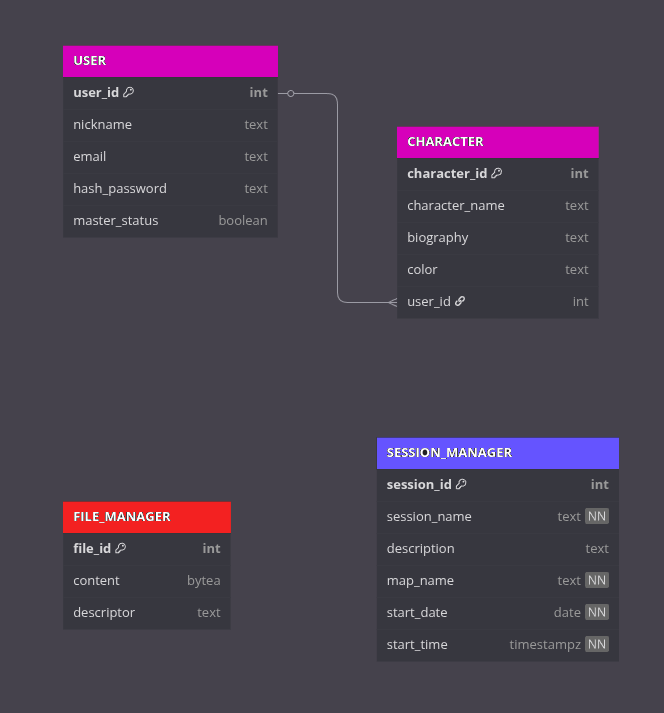 USER
user_id int
nickname text
email text
hash_password text
master_status boolean
CHARACTER
character_id int
character_name text
biography text
color text
user_id int
FILE_MANAGER
file_id int
content bytea
descriptor text
SESSION_MANAGER
session_id int
session_name text NN
description text
map_name text NN
start_date date NN
start_time timestampz NN